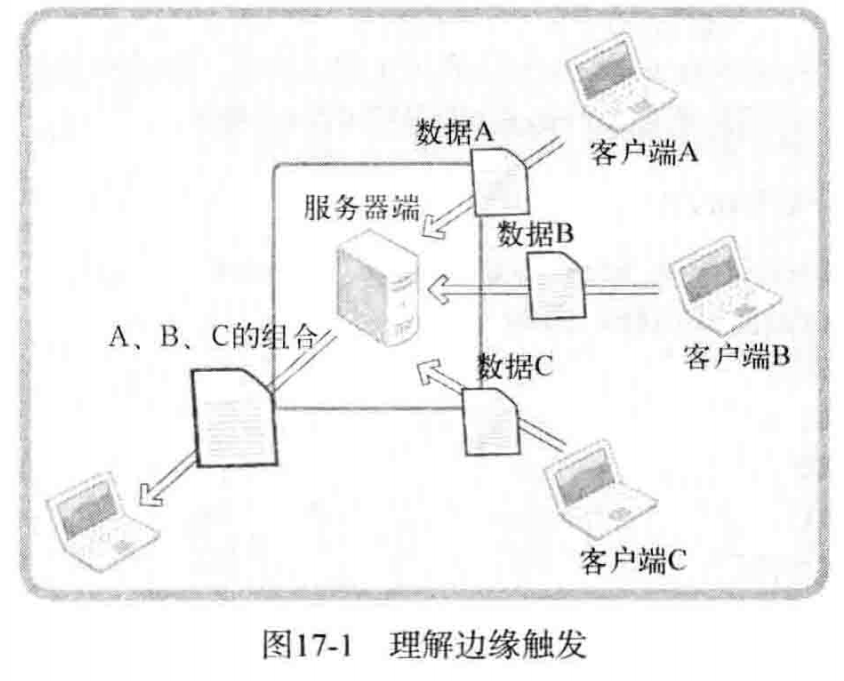 数据A
客户端A
服务器端
数据B
A、B、C的组合
客户端B
数据C
客户端C
图17-1 理解边缘触发